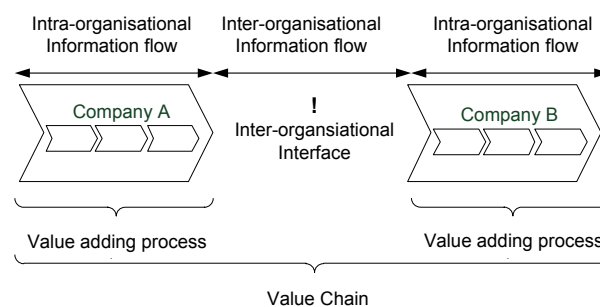 Intra-organisational Inter-organisational Intra-organisational
Information flow Information flow Information flow
!
Company A Company B
Inter-organsiational
Interface
Value adding process Value adding process
Value Chain